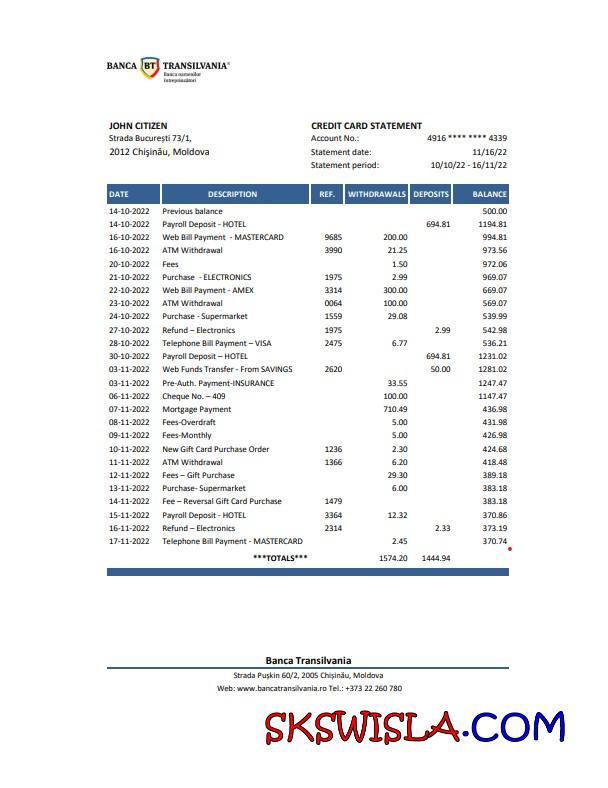 BANCA BT TRANSILVANIA®
Banca oamenilor
întreprinzători
JOHN CITIZEN
Strada București 73/1,
2012 Chișinău, Moldova
CREDIT CARD STATEMENT
Account No.: 4916 **** **** 4339
Statement date: 11/16/22
Statement period: 10/10/22 - 16/11/22
DATE DESCRIPTION REF. WITHDRAWALS DEPOSITS BALANCE
14-10-2022 Previous balance 500.00
14-10-2022 Payroll Deposit - HOTEL 694.81 1194.81
16-10-2022 Web Bill Payment - MASTERCARD 9685 200.00 994.81
16-10-2022 ATM Withdrawal 3990 21.25 973.56
20-10-2022 Fees 1.50 972.06
21-10-2022 Purchase - ELECTRONICS 1975 2.99 969.07
22-10-2022 Web Bill Payment - AMEX 3314 300.00 669.07
23-10-2022 ATM Withdrawal 0064 100.00 569.07
24-10-2022 Purchase - Supermarket 1559 29.08 539.99
27-10-2022 Refund – Electronics 1975 2.99 542.98
28-10-2022 Telephone Bill Payment – VISA 2475 6.77 536.21
30-10-2022 Payroll Deposit – HOTEL 694.81 1231.02
03-11-2022 Web Funds Transfer - From SAVINGS 2620 50.00 1281.02
03-11-2022 Pre-Auth. Payment-INSURANCE 33.55 1247.47
06-11-2022 Cheque No. – 409 100.00 1147.47
07-11-2022 Mortgage Payment 710.49 436.98
08-11-2022 Fees-Overdraft 5.00 431.98
09-11-2022 Fees-Monthly 5.00 426.98
10-11-2022 New Gift Card Purchase Order 1236 2.30 424.68
11-11-2022 ATM Withdrawal 1366 6.20 418.48
12-11-2022 Fees – Gift Purchase 29.30 389.18
13-11-2022 Purchase- Supermarket 6.00 383.18
14-11-2022 Fee – Reversal Gift Card Purchase 1479 383.18
15-11-2022 Payroll Deposit - HOTEL 3364 12.32 370.86
16-11-2022 Refund – Electronics 2314 2.33 373.19
17-11-2022 Telephone Bill Payment - MASTERCARD 2.45 370.74
***TOTALS*** 1574.20 1444.94
Banca Transilvania
Strada Pușkin 60/2, 2005 Chișinău, Moldova
Web: www.bancatransilvania.ro Tel.: +373 22 260 780
SKSWISLA.COM